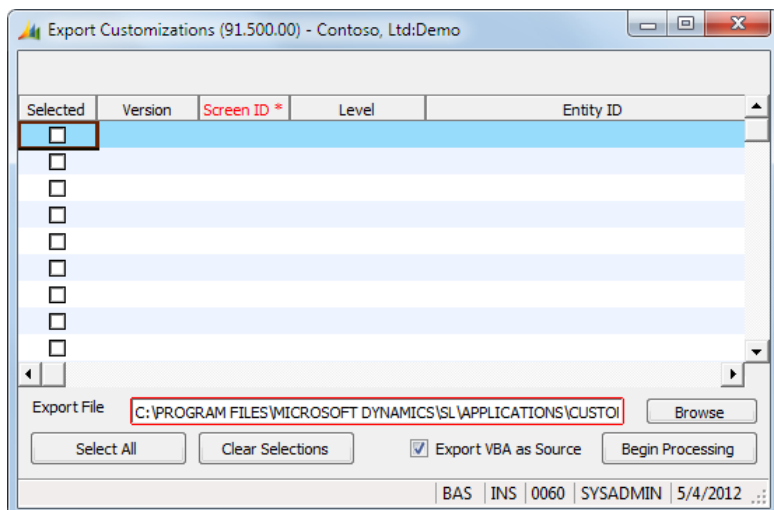 Export Customizations (91.500.00) - Contoso, Ltd:Demo
Selected Version Screen ID * Level Entity ID
Export File C:\PROGRAM FILES\MICROSOFT DYNAMICS\SL\APPLICATIONS\CUSTO Browse
Select All Clear Selections Export VBA as Source Begin Processing
BAS INS 0060 SYSADMIN 5/4/2012